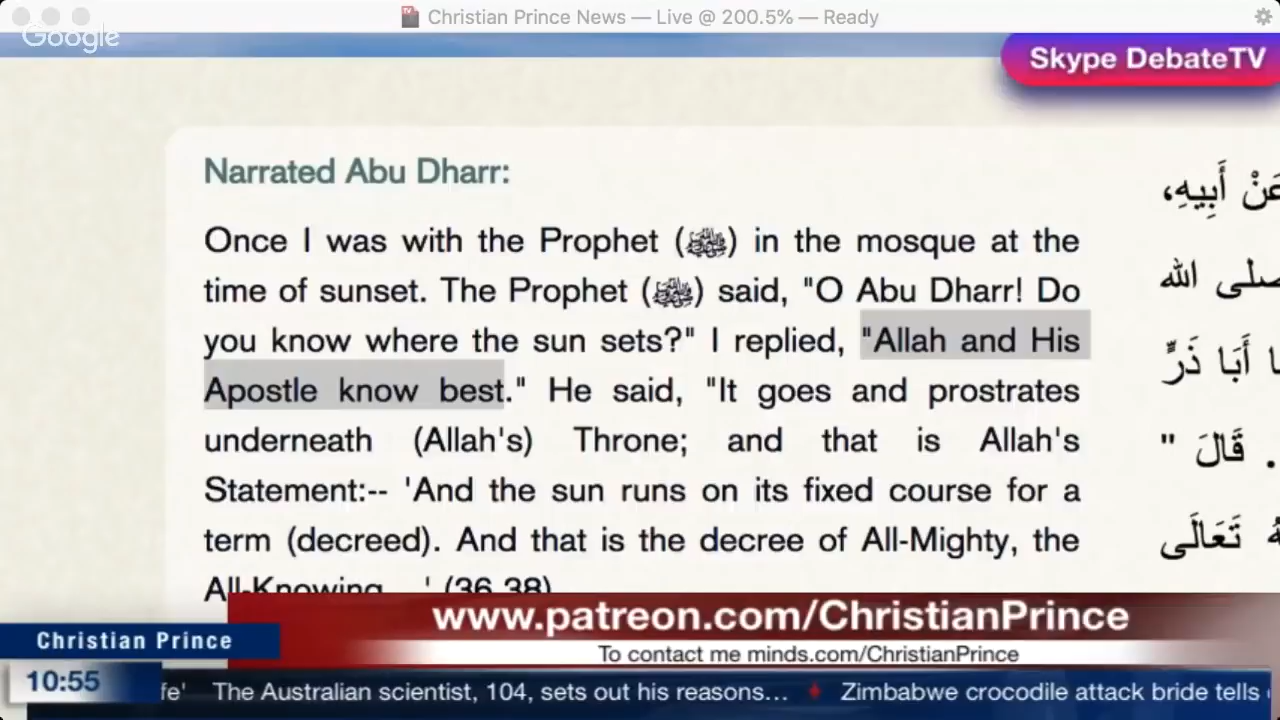 Christian Prince News — Live @ 200.5% — Ready
Google
Skype DebateTV
Narrated Abu Dharr:
Once I was with the Prophet (ﷺ) in the mosque at the
time of sunset. The Prophet (ﷺ) said, "O Abu Dharr! Do
you know where the sun sets?" I replied, "Allah and His
Apostle know best." He said, "It goes and prostrates
underneath (Allah's) Throne; and that is Allah's
Statement:-- 'And the sun runs on its fixed course for a
term (decreed). And that is the decree of All-Mighty, the
All-Knowing....' (36.38)
عَنْ أَبِيهِ،
صلى الله
أَبَا ذَرٍّ
. قَالَ "
تَعَالَى
www.patreon.com/ChristianPrince
Christian Prince
To contact me minds.com/ChristianPrince
10:55
fe' The Australian scientist, 104, sets out his reasons... Zimbabwe crocodile attack bride tells